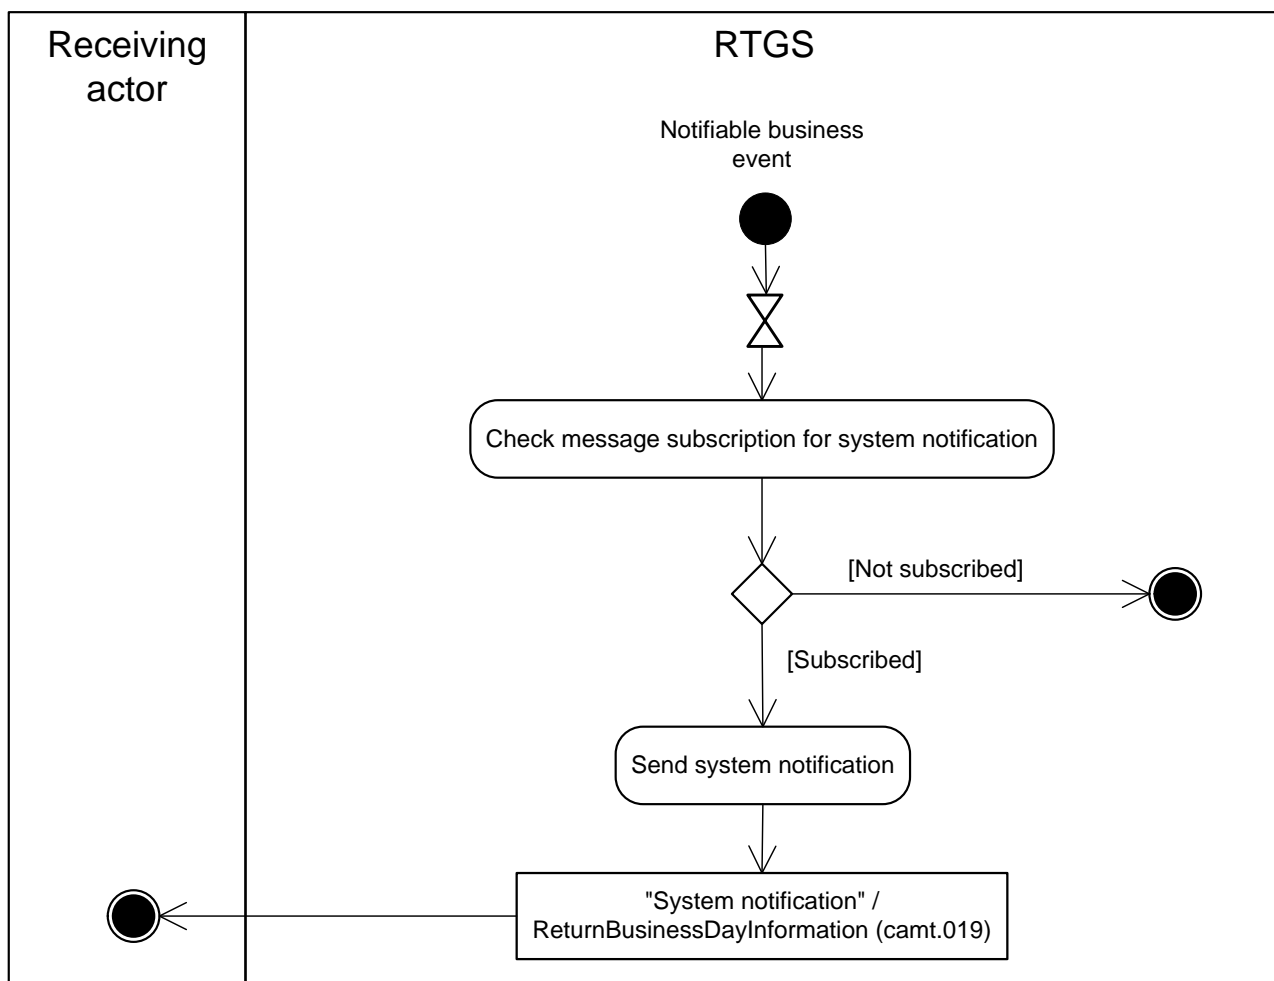 Receiving
actor
RTGS
Notifiable business
event
Check message subscription for system notification
[Not subscribed]
[Subscribed]
Send system notification
"System notification" /
ReturnBusinessDayInformation (camt.019)